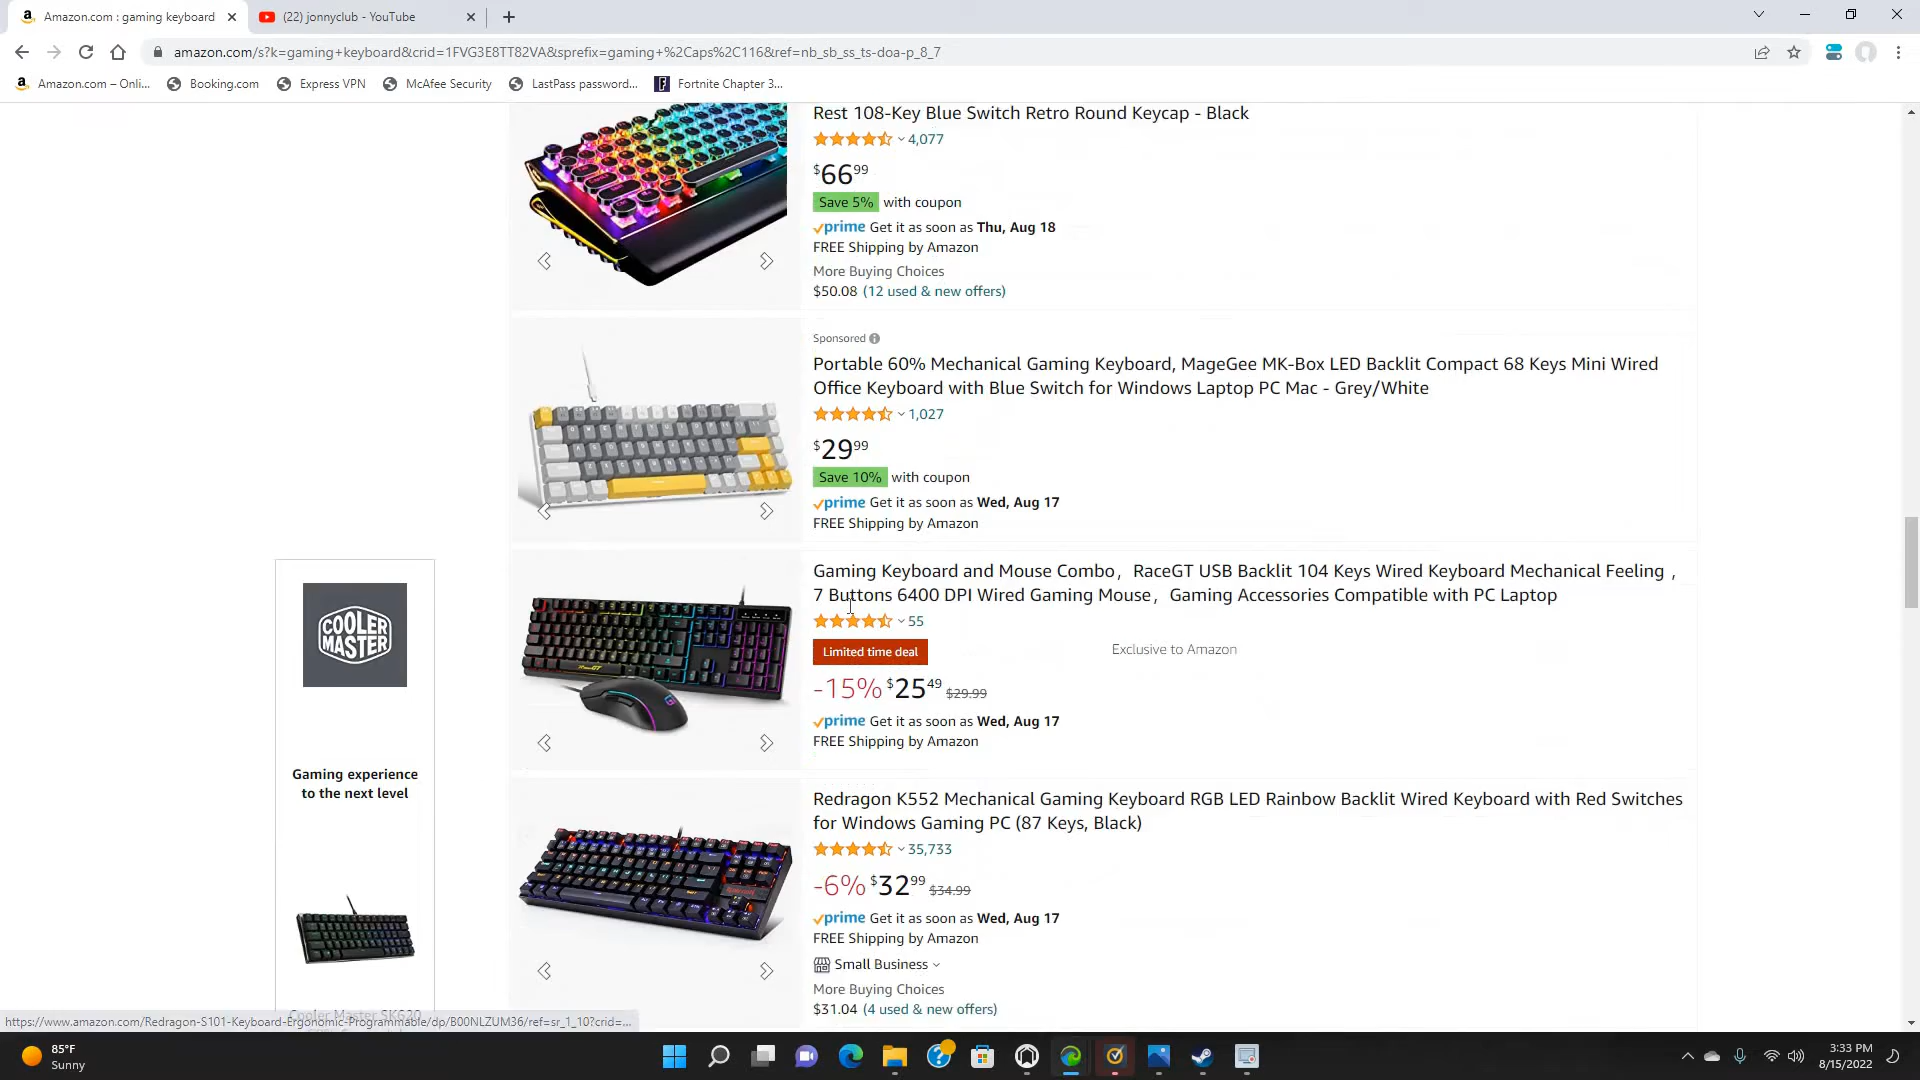 Amazon.com : gaming keyboard
(22) jonnyclub - YouTube
amazon.com/s?k=gaming+keyboard&crid=1FVG3E8TT82VA&sprefix=gaming+%2Caps%2C116&ref=nb_sb_ss_ts-doa-p_8_7
Amazon.com – Onli...
Booking.com
Express VPN
McAfee Security
LastPass password...
Fortnite Chapter 3...
Rest 108-Key Blue Switch Retro Round Keycap - Black
4,077
$66.99
Save 5% with coupon
prime Get it as soon as Thu, Aug 18
FREE Shipping by Amazon
More Buying Choices
$50.08 (12 used & new offers)
Sponsored
Portable 60% Mechanical Gaming Keyboard, MageGee MK-Box LED Backlit Compact 68 Keys Mini Wired
Office Keyboard with Blue Switch for Windows Laptop PC Mac - Grey/White
1,027
$29.99
Save 10% with coupon
prime Get it as soon as Wed, Aug 17
FREE Shipping by Amazon
Gaming Keyboard and Mouse Combo，RaceGT USB Backlit 104 Keys Wired Keyboard Mechanical Feeling，
7 Buttons 6400 DPI Wired Gaming Mouse，Gaming Accessories Compatible with PC Laptop
55
Limited time deal
Exclusive to Amazon
-15% $25.49 $29.99
prime Get it as soon as Wed, Aug 17
FREE Shipping by Amazon
Redragon K552 Mechanical Gaming Keyboard RGB LED Rainbow Backlit Wired Keyboard with Red Switches
for Windows Gaming PC (87 Keys, Black)
35,733
-6% $32.99 $34.99
prime Get it as soon as Wed, Aug 17
FREE Shipping by Amazon
Small Business
More Buying Choices
$31.04 (4 used & new offers)
COOLER
MASTER
Gaming experience
to the next level
Cooler Master SK620
https://www.amazon.com/Redragon-S101-Keyboard-Ergonomic-Programmable/dp/B00NLZUM36/ref=sr_1_10?crid=...
85°F
Sunny
3:33 PM
8/15/2022